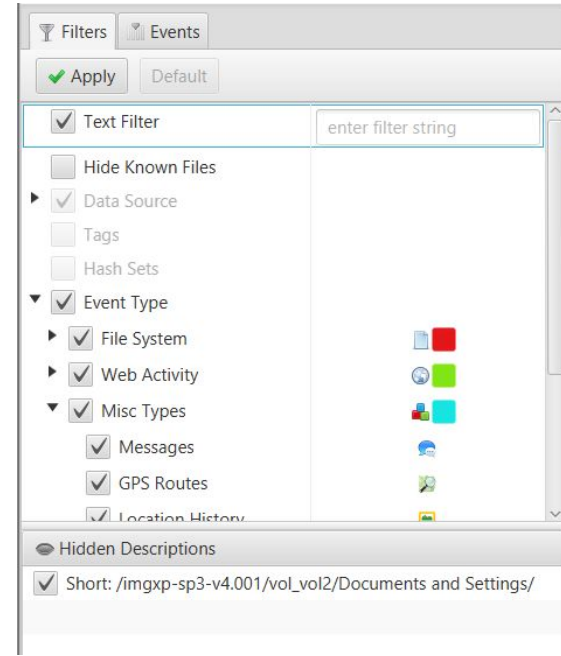 Filters Events
Apply Default
Text Filter enter filter string
Hide Known Files
Data Source
Tags
Hash Sets
Event Type
File System
Web Activity
Misc Types
Messages
GPS Routes
Location History
Hidden Descriptions
Short: /imgxp-sp3-v4.001/vol_vol2/Documents and Settings/